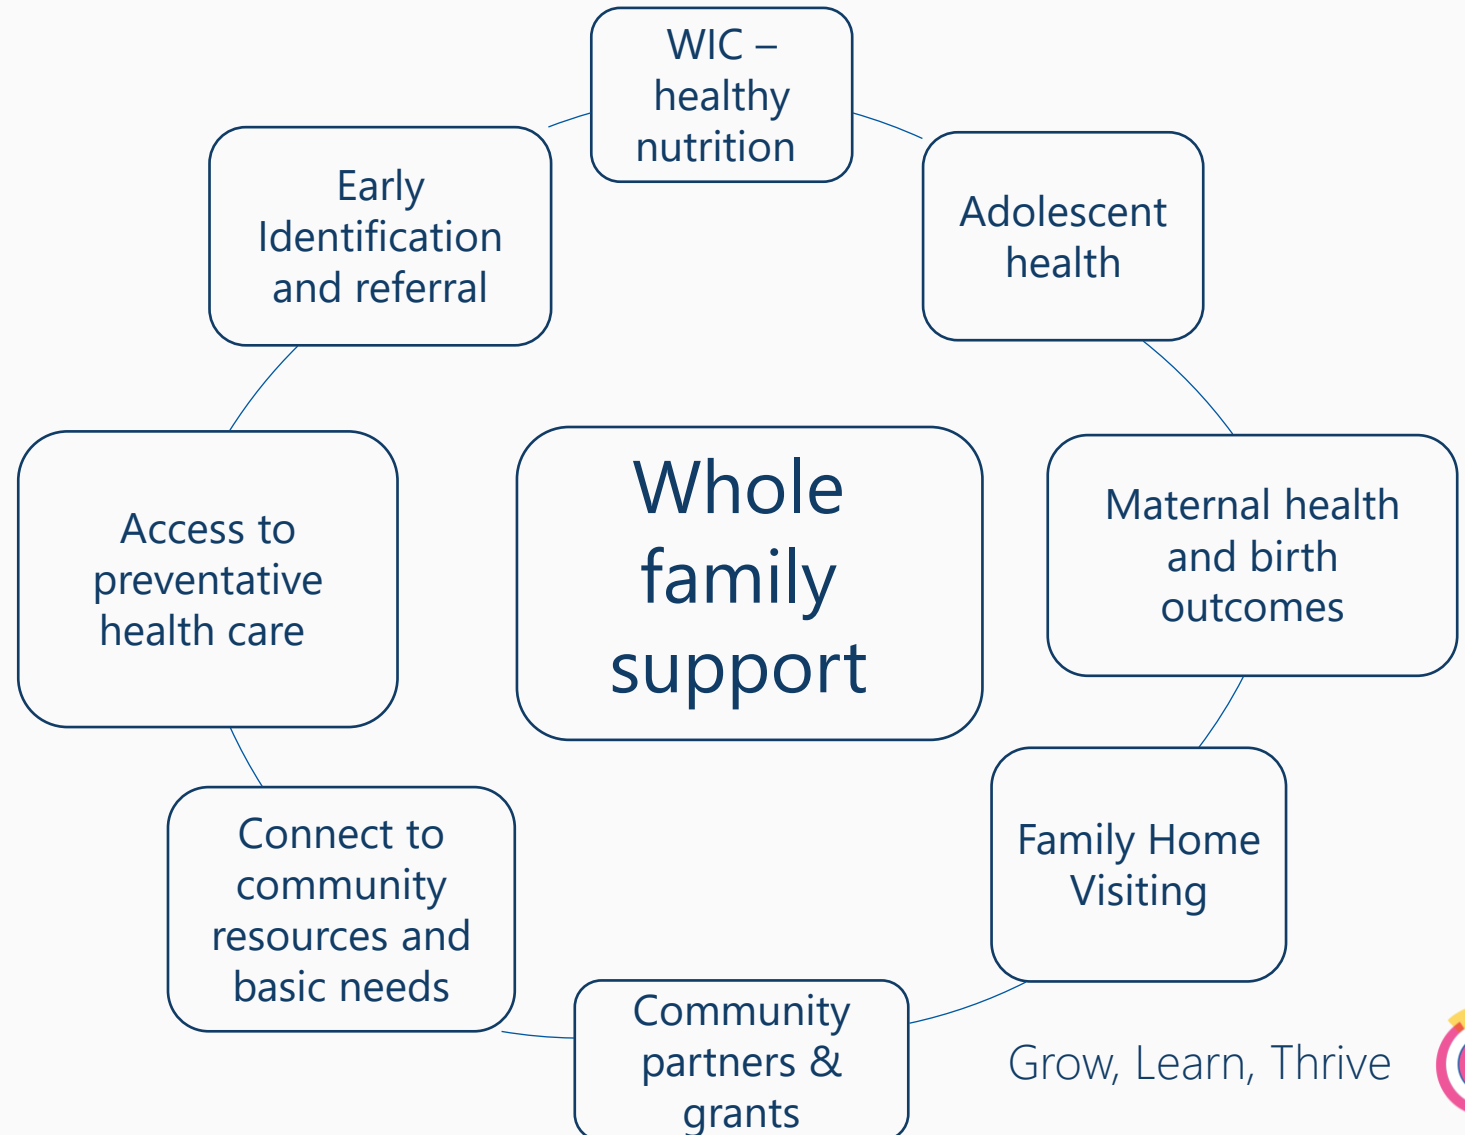 WIC –
healthy
nutrition
Adolescent
health
Maternal health
and birth
outcomes
Family Home
Visiting
Community
partners &
grants
Connect to
community
resources and
basic needs
Access to
preventative
health care
Early
Identification
and referral
Whole
family
support
Grow, Learn, Thrive